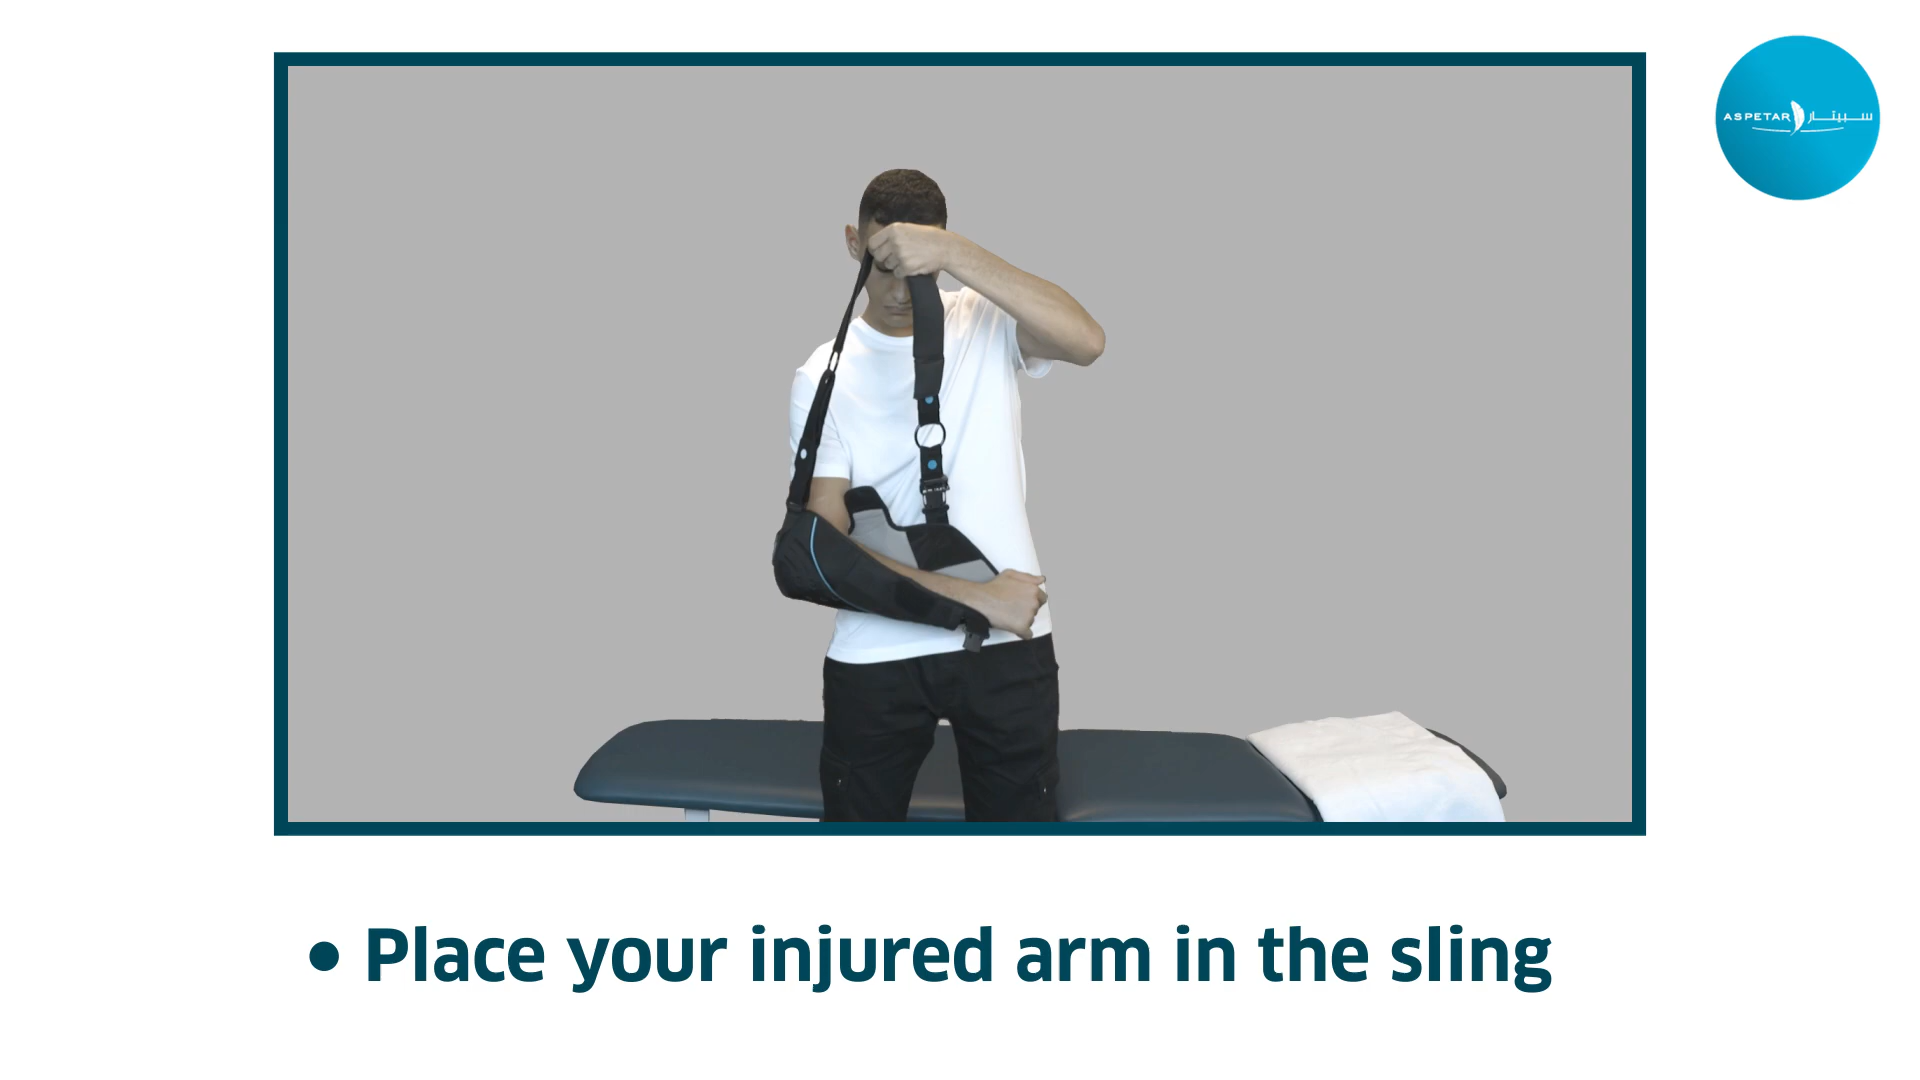 ASPETAR سبيتار
• Place your injured arm in the sling